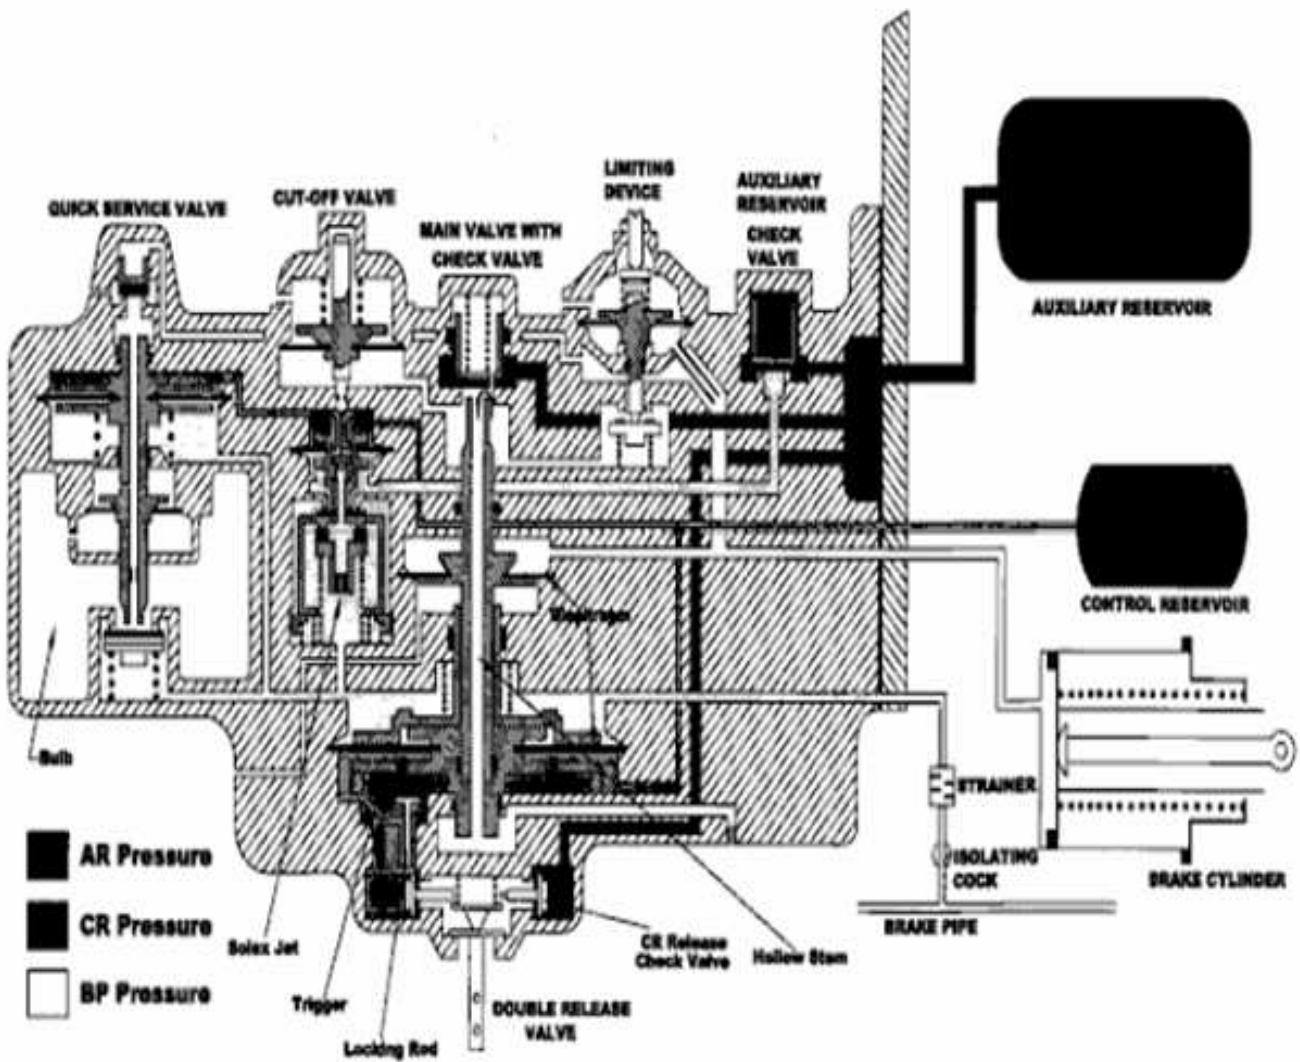 QUICK SERVICE VALVE
CUT-OFF VALVE
MAIN VALVE WITH
CHECK VALVE
LIMITING
DEVICE
AUXILIARY
RESERVOIR
CHECK
VALVE
AUXILIARY RESERVOIR
CONTROL RESERVOIR
Diaphragm
Bulb
STRAINER
ISOLATING
COCK
BRAKE CYLINDER
BRAKE PIPE
AR Pressure
CR Pressure
BP Pressure
Solex Jet
Trigger
Locking Rod
DOUBLE RELEASE
VALVE
CR Release
Check Valve
Hollow Stem